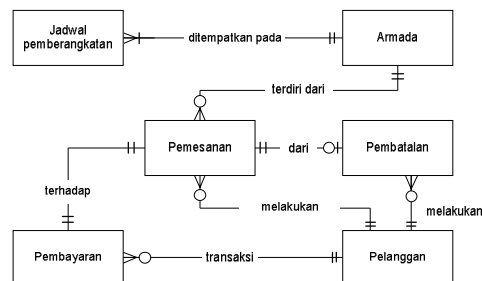 Jadwal
pemberangkatan
ditempatkan pada
Armada
terdiri dari
Pemesanan
dari
Pembatalan
terhadap
melakukan
melakukan
Pembayaran
transaksi
Pelanggan